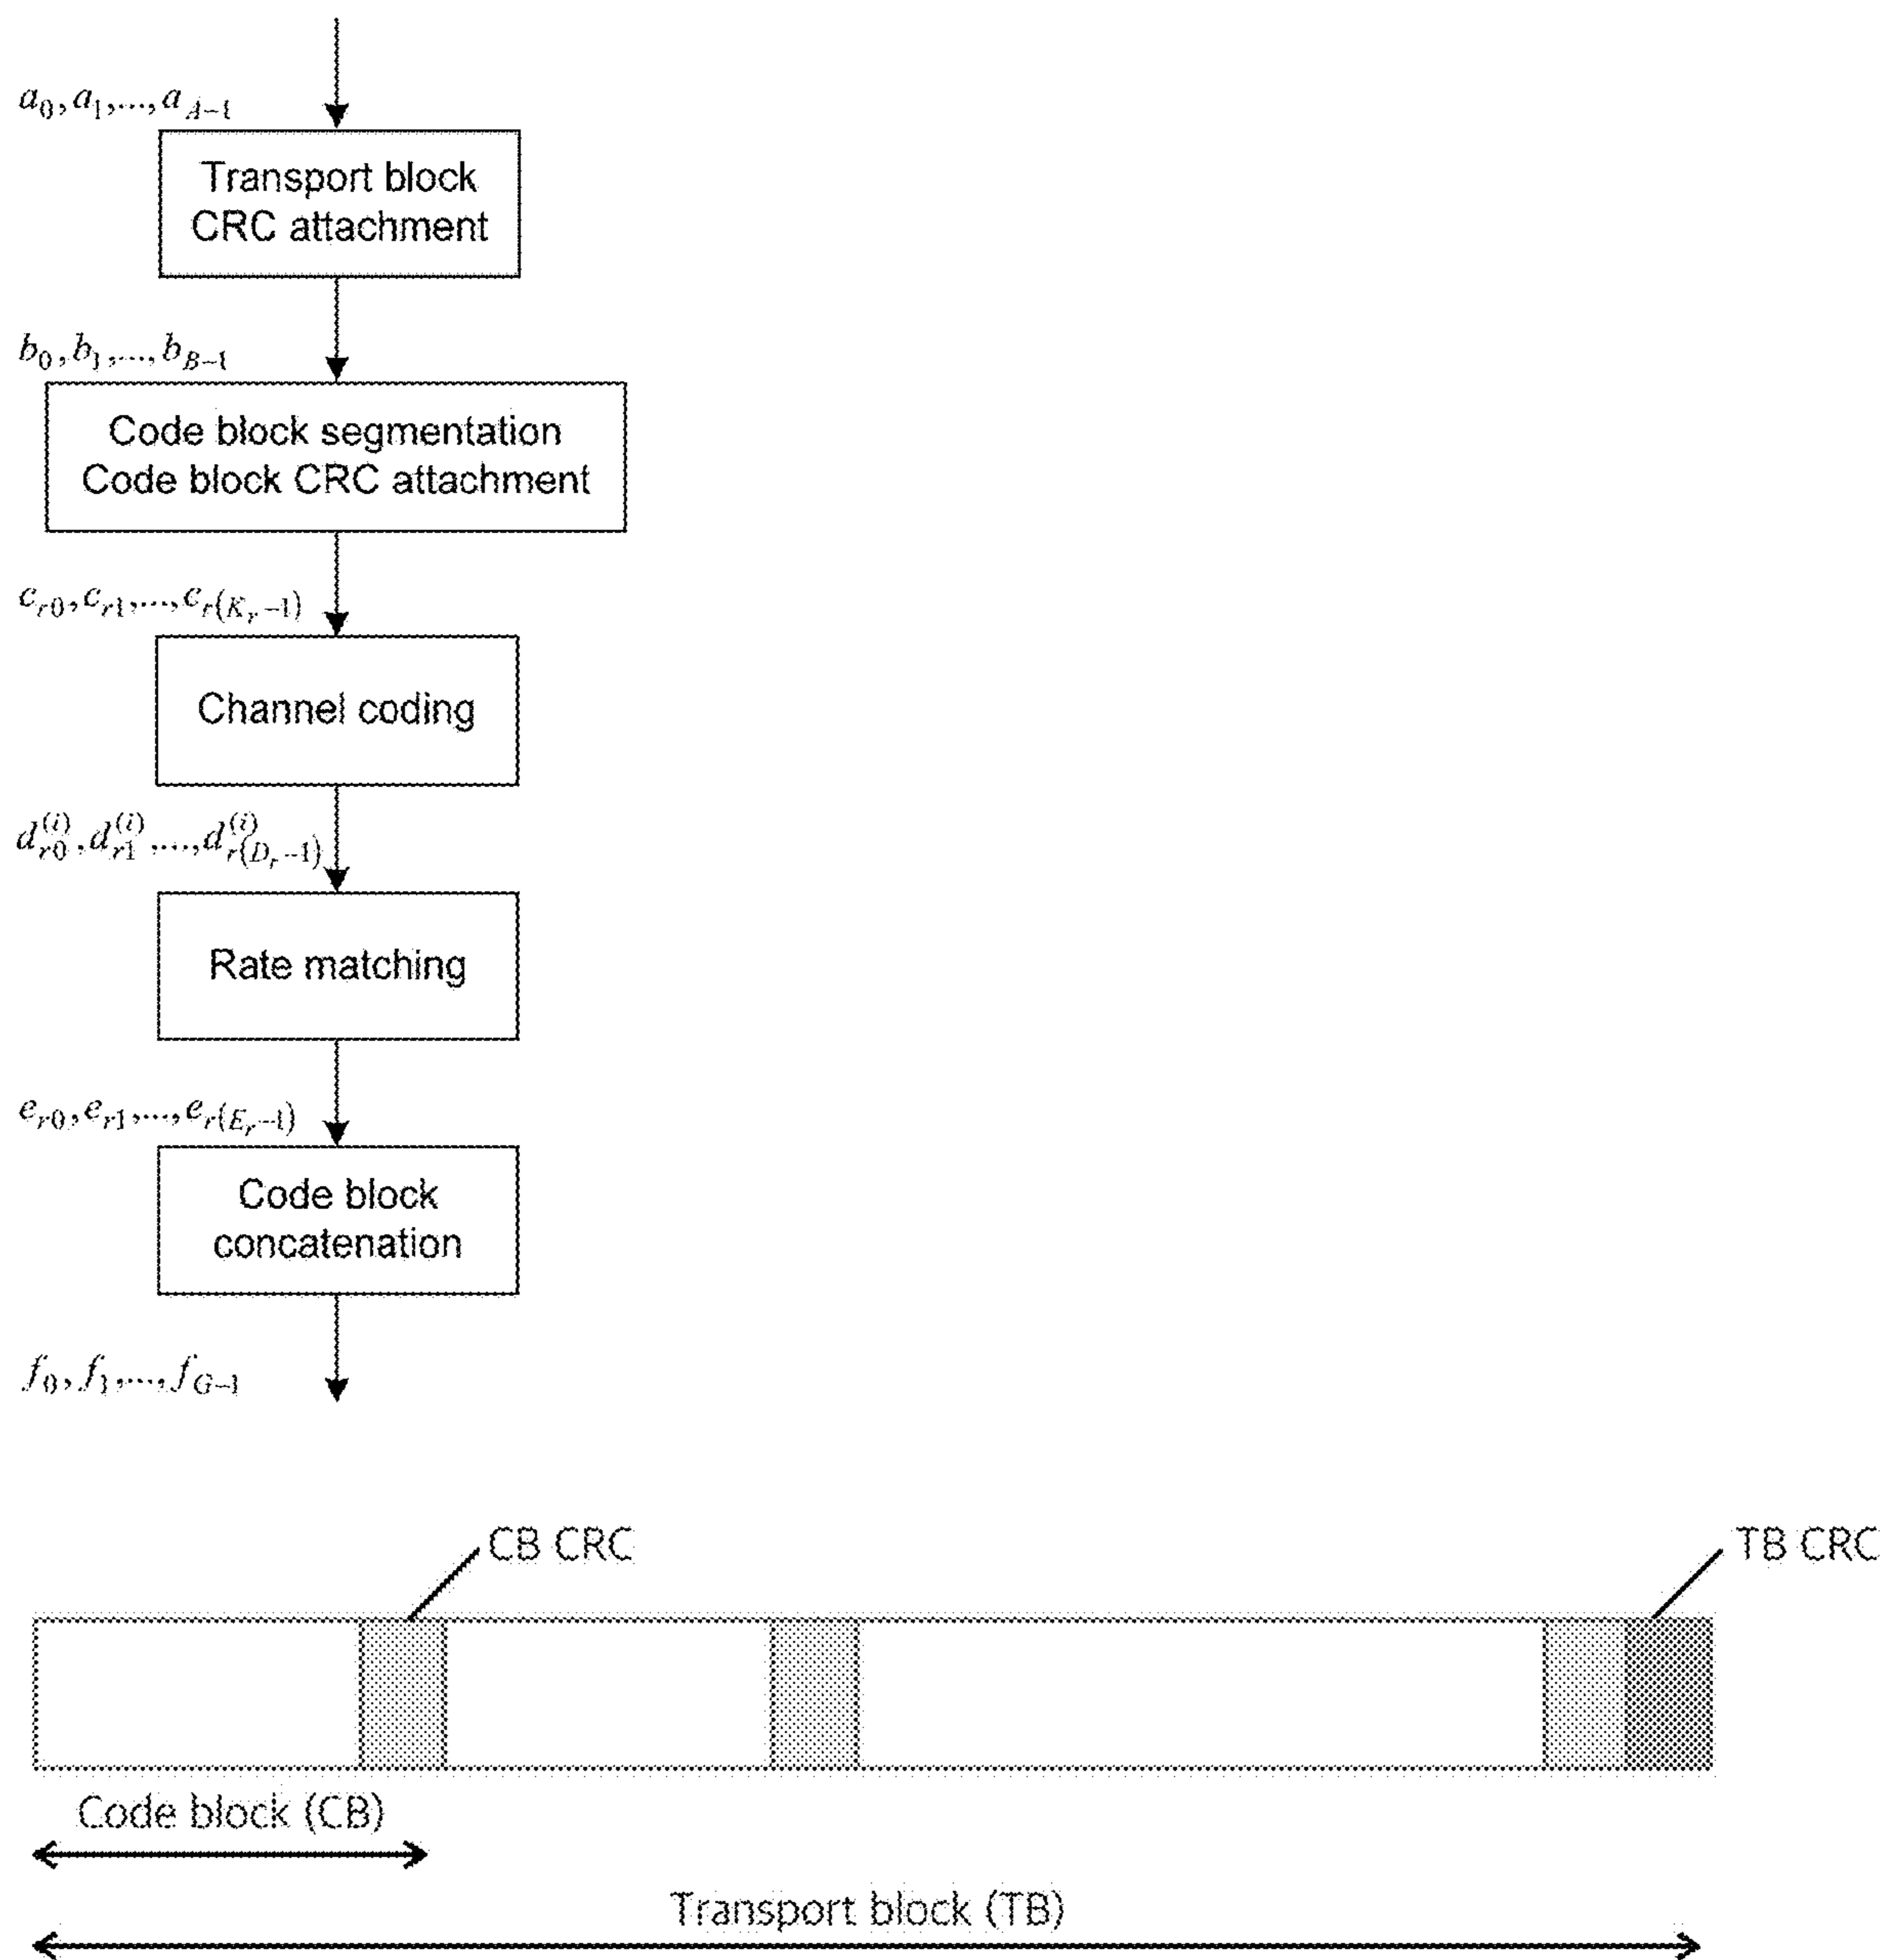 a_0, a_1, ..., a_{A-1}
Transport block
CRC attachment
b_0, b_1, ..., b_{B-1}
Code block segmentation
Code block CRC attachment
c_{r0}, c_{r1}, ..., c_{r(K_r-1)}
Channel coding
d_{r0}^{(i)}, d_{r1}^{(i)}, ..., d_{r(D_r-1)}^{(i)}
Rate matching
e_{r0}, e_{r1}, ..., e_{r(E_r-1)}
Code block
concatenation
f_0, f_1, ..., f_{G-1}
CB CRC
TB CRC
Code block (CB)
Transport block (TB)